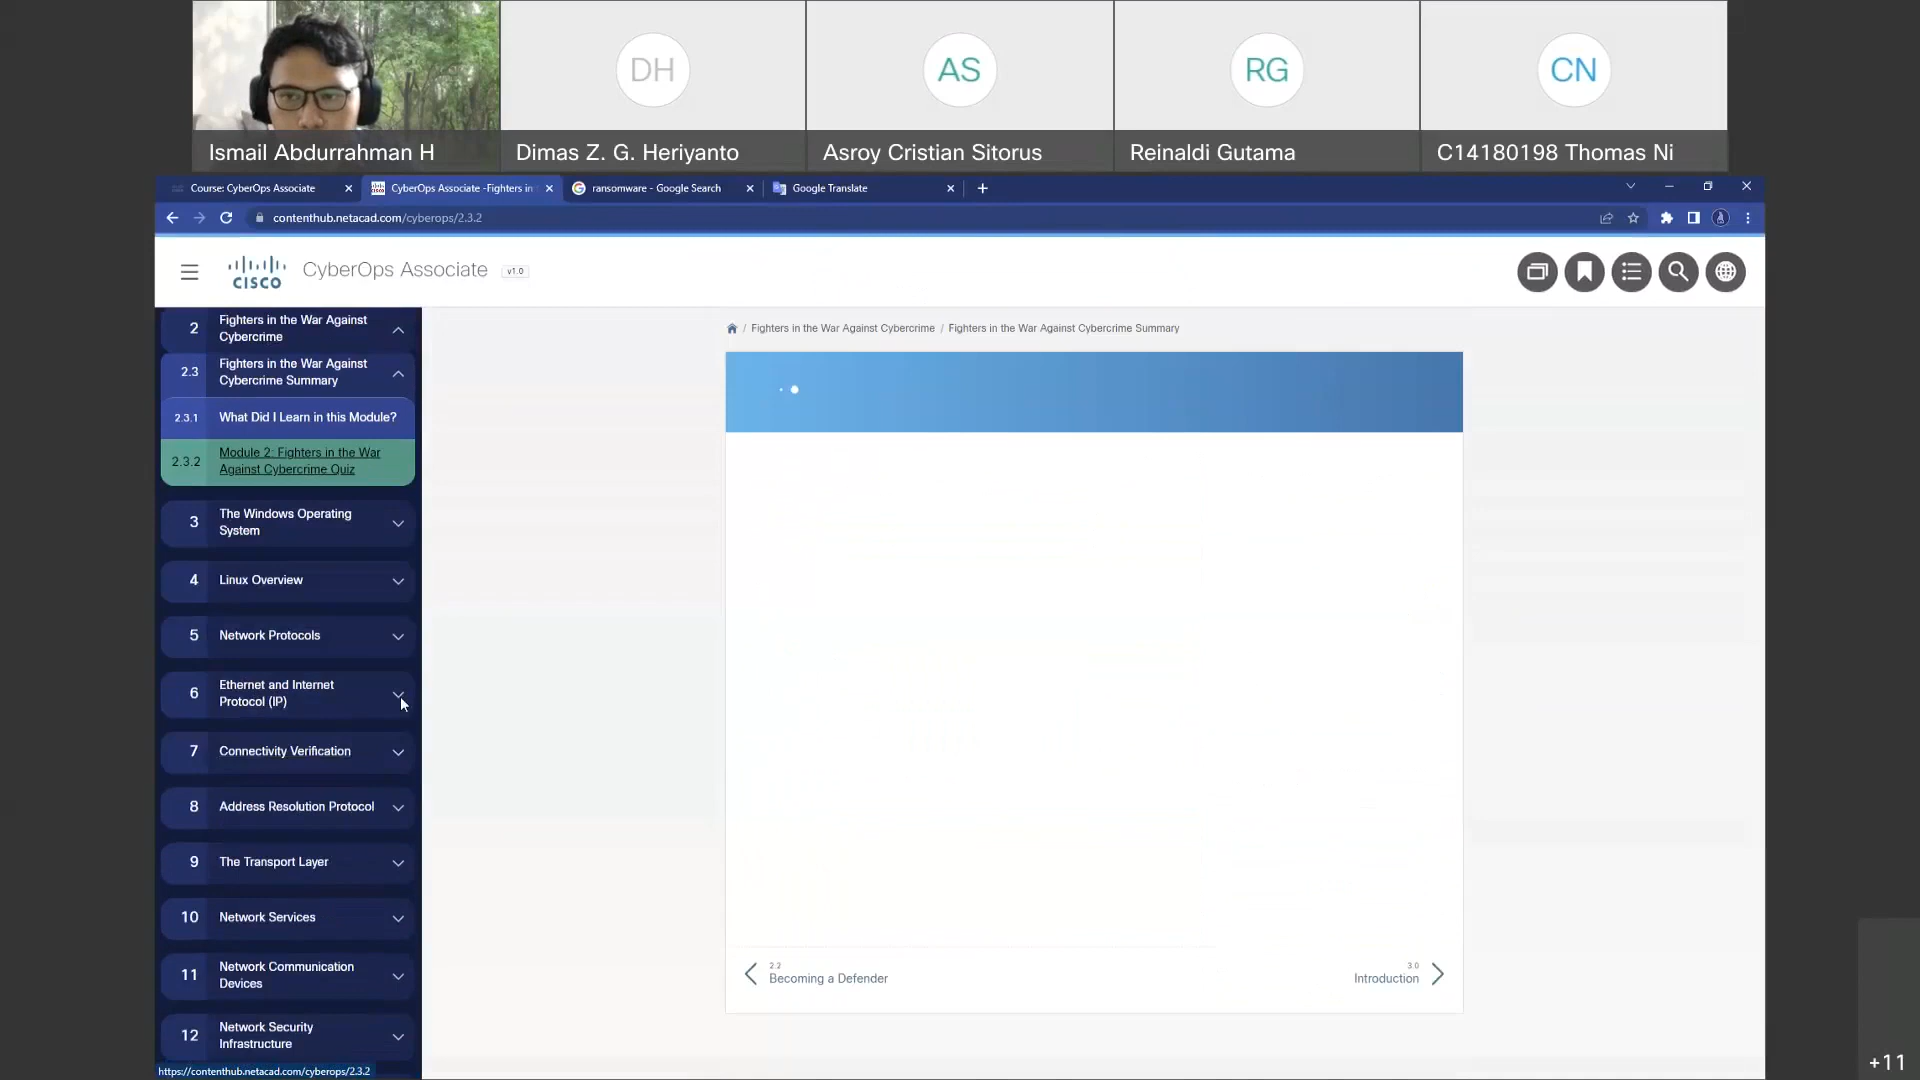 DH
AS
RG
CN
Ismail Abdurrahman H
Dimas Z. G. Heriyanto
Asroy Cristian Sitorus
Reinaldi Gutama
C14180198 Thomas Ni
Course: CyberOps Associate
CyberOps Associate -Fighters in
ransomware - Google Search
Google Translate
contenthub.netacad.com/cyberops/2.3.2
CISCO
CyberOps Associate
v1.0
2
Fighters in the War Against
Cybercrime
2.3
Fighters in the War Against
Cybercrime Summary
2.3.1
What Did I Learn in this Module?
2.3.2
Module 2: Fighters in the War
Against Cybercrime Quiz
3
The Windows Operating
System
4
Linux Overview
5
Network Protocols
6
Ethernet and Internet
Protocol (IP)
7
Connectivity Verification
8
Address Resolution Protocol
9
The Transport Layer
10
Network Services
11
Network Communication
Devices
12
Network Security
Infrastructure
https://contenthub.netacad.com/cyberops/2.3.2
/ Fighters in the War Against Cybercrime / Fighters in the War Against Cybercrime Summary
2.2
Becoming a Defender
3.0
Introduction
+11